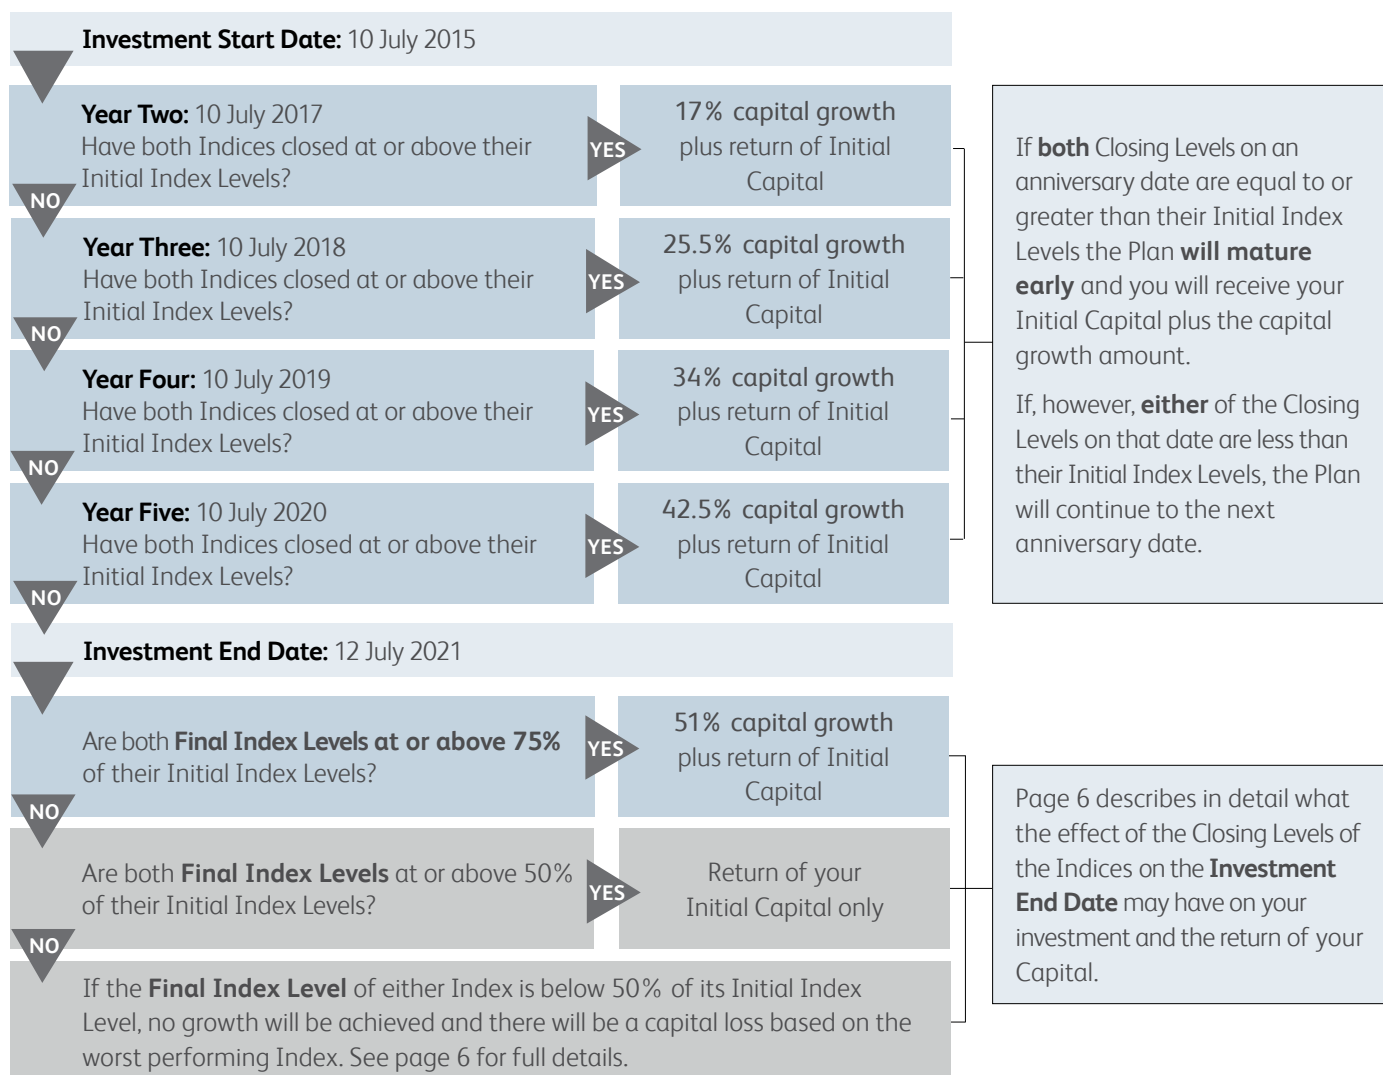 Investment Start Date: 10 July 2015
Year Two: 10 July 2017
Have both Indices closed at or above their
Initial Index Levels?
YES
17% capital growth
plus return of Initial
Capital
NO
Year Three: 10 July 2018
Have both Indices closed at or above their
Initial Index Levels?
YES
25.5% capital growth
plus return of Initial
Capital
NO
Year Four: 10 July 2019
Have both Indices closed at or above their
Initial Index Levels?
YES
34% capital growth
plus return of Initial
Capital
NO
Year Five: 10 July 2020
Have both Indices closed at or above their
Initial Index Levels?
YES
42.5% capital growth
plus return of Initial
Capital
NO
If both Closing Levels on an
anniversary date are equal to or
greater than their Initial Index
Levels the Plan will mature
early and you will receive your
Initial Capital plus the capital
growth amount.
If, however, either of the Closing
Levels on that date are less than
their Initial Index Levels, the Plan
will continue to the next
anniversary date.
Investment End Date: 12 July 2021
Are both Final Index Levels at or above 75%
of their Initial Index Levels?
YES
51% capital growth
plus return of Initial
Capital
NO
Are both Final Index Levels at or above 50%
of their Initial Index Levels?
YES
Return of your
Initial Capital only
NO
If the Final Index Level of either Index is below 50% of its Initial Index
Level, no growth will be achieved and there will be a capital loss based on the
worst performing Index. See page 6 for full details.
Page 6 describes in detail what
the effect of the Closing Levels of
the Indices on the Investment
End Date may have on your
investment and the return of your
Capital.